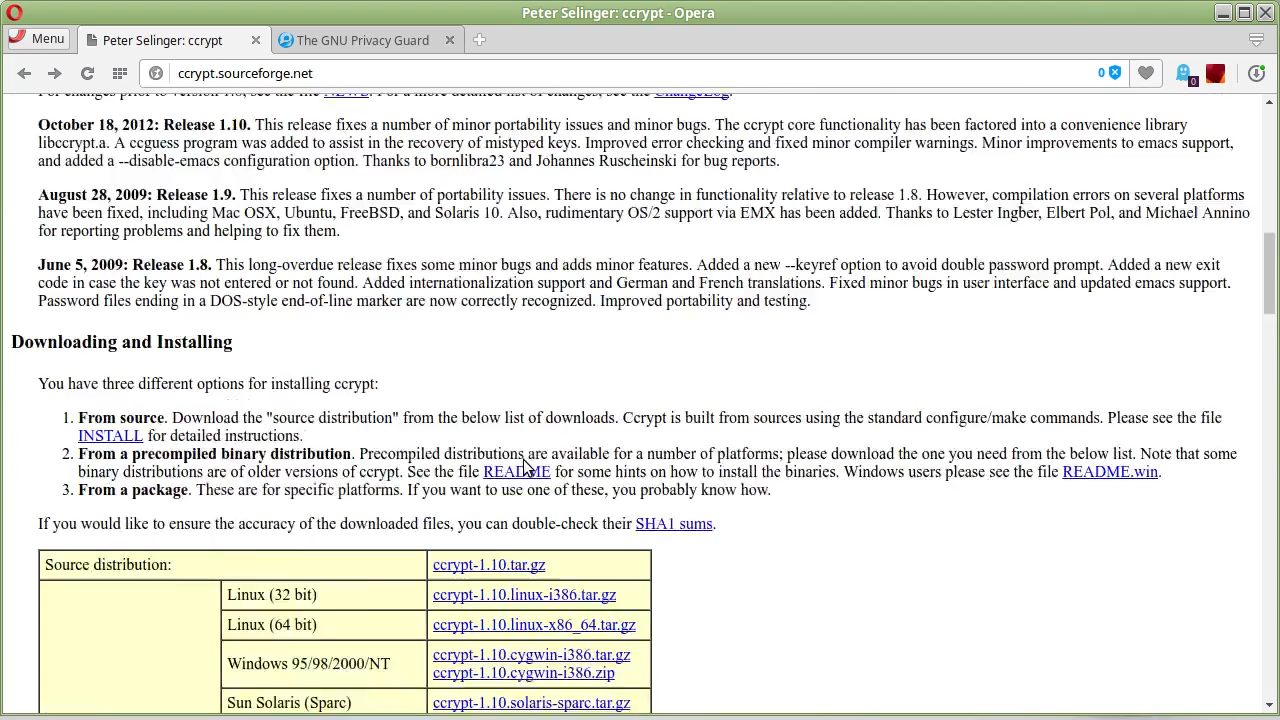 Peter Selinger: ccrypt - Opera
Menu
Peter Selinger: ccrypt
The GNU Privacy Guard
ccrypt.sourceforge.net
0
0
For changes prior to version 1.8, see the file NEWS. For a more detailed list of changes, see the ChangeLog.
October 18, 2012: Release 1.10. This release fixes a number of minor portability issues and minor bugs. The ccrypt core functionality has been factored into a convenience library
libccrypt.a. A ccguess program was added to assist in the recovery of mistyped keys. Improved error checking and fixed minor compiler warnings. Minor improvements to emacs support,
and added a --disable-emacs configuration option. Thanks to bornlibra23 and Johannes Ruscheinski for bug reports.
August 28, 2009: Release 1.9. This release fixes a number of portability issues. There is no change in functionality relative to release 1.8. However, compilation errors on several platforms
have been fixed, including Mac OSX, Ubuntu, FreeBSD, and Solaris 10. Also, rudimentary OS/2 support via EMX has been added. Thanks to Lester Ingber, Elbert Pol, and Michael Annino
for reporting problems and helping to fix them.
June 5, 2009: Release 1.8. This long-overdue release fixes some minor bugs and adds minor features. Added a new --keyref option to avoid double password prompt. Added a new exit
code in case the key was not entered or not found. Added internationalization support and German and French translations. Fixed minor bugs in user interface and updated emacs support.
Password files ending in a DOS-style end-of-line marker are now correctly recognized. Improved portability and testing.
Downloading and Installing
You have three different options for installing ccrypt:
1. From source. Download the "source distribution" from the below list of downloads. Ccrypt is built from sources using the standard configure/make commands. Please see the file
INSTALL for detailed instructions.
2. From a precompiled binary distribution. Precompiled distributions are available for a number of platforms; please download the one you need from the below list. Note that some
binary distributions are of older versions of ccrypt. See the file README for some hints on how to install the binaries. Windows users please see the file README.win.
3. From a package. These are for specific platforms. If you want to use one of these, you probably know how.
If you would like to ensure the accuracy of the downloaded files, you can double-check their SHA1 sums.
Source distribution: ccrypt-1.10.tar.gz
Linux (32 bit) ccrypt-1.10.linux-i386.tar.gz
Linux (64 bit) ccrypt-1.10.linux-x86_64.tar.gz
Windows 95/98/2000/NT ccrypt-1.10.cygwin-i386.tar.gz
ccrypt-1.10.cygwin-i386.zip
Sun Solaris (Sparc) ccrypt-1.10.solaris-sparc.tar.gz